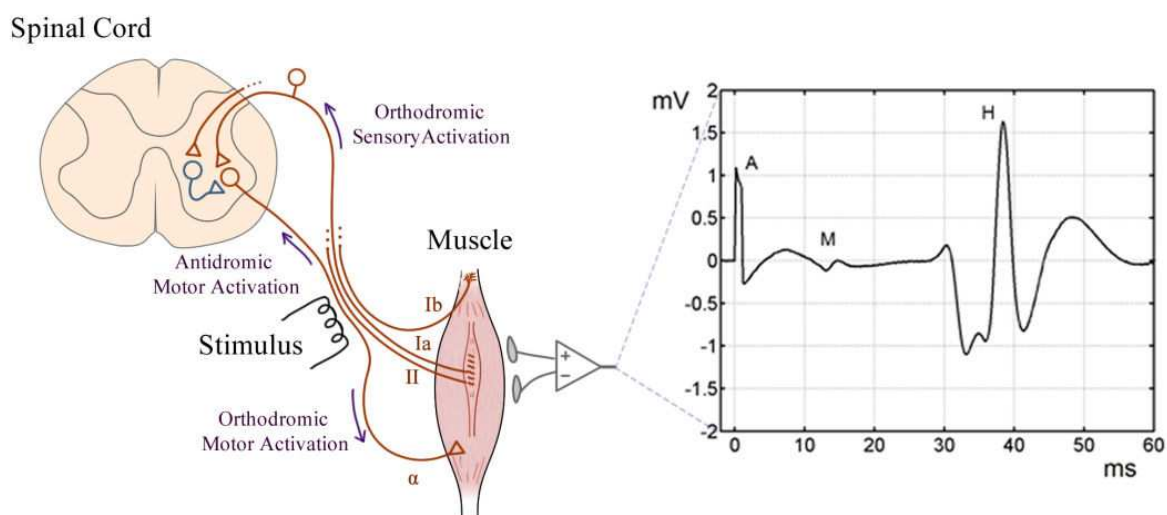 Spinal Cord
Orthodromic
Sensory Activation
Antidromic
Motor Activation
Stimulus
Orthodromic
Motor Activation
Muscle
Ib
Ia
II
α
+
−
mV
2
1.5
1
0.5
0
-0.5
-1
-1.5
-2
A
M
H
0 10 20 30 40 50 60
ms